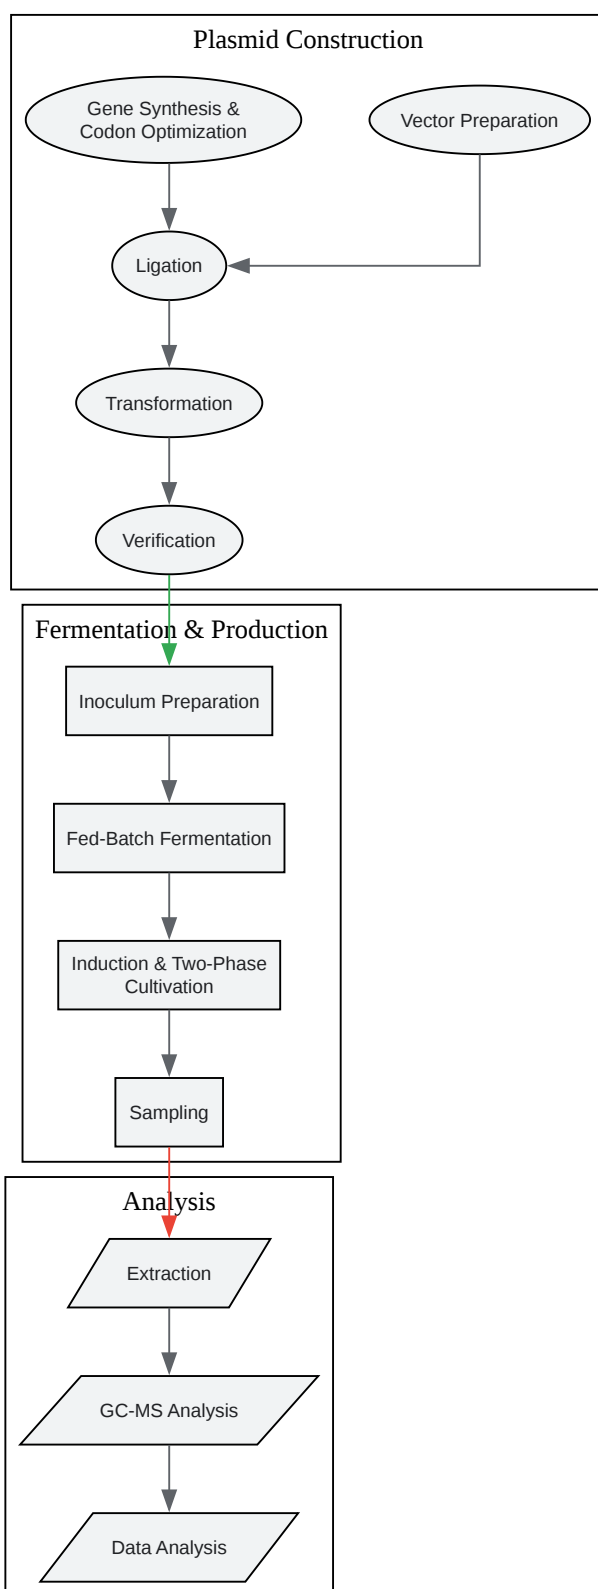 Plasmid Construction
Gene Synthesis &
Codon Optimization
Vector Preparation
Ligation
Transformation
Verification
Fermentation & Production
Inoculum Preparation
Fed-Batch Fermentation
Induction & Two-Phase
Cultivation
Sampling
Analysis
Extraction
GC-MS Analysis
Data Analysis